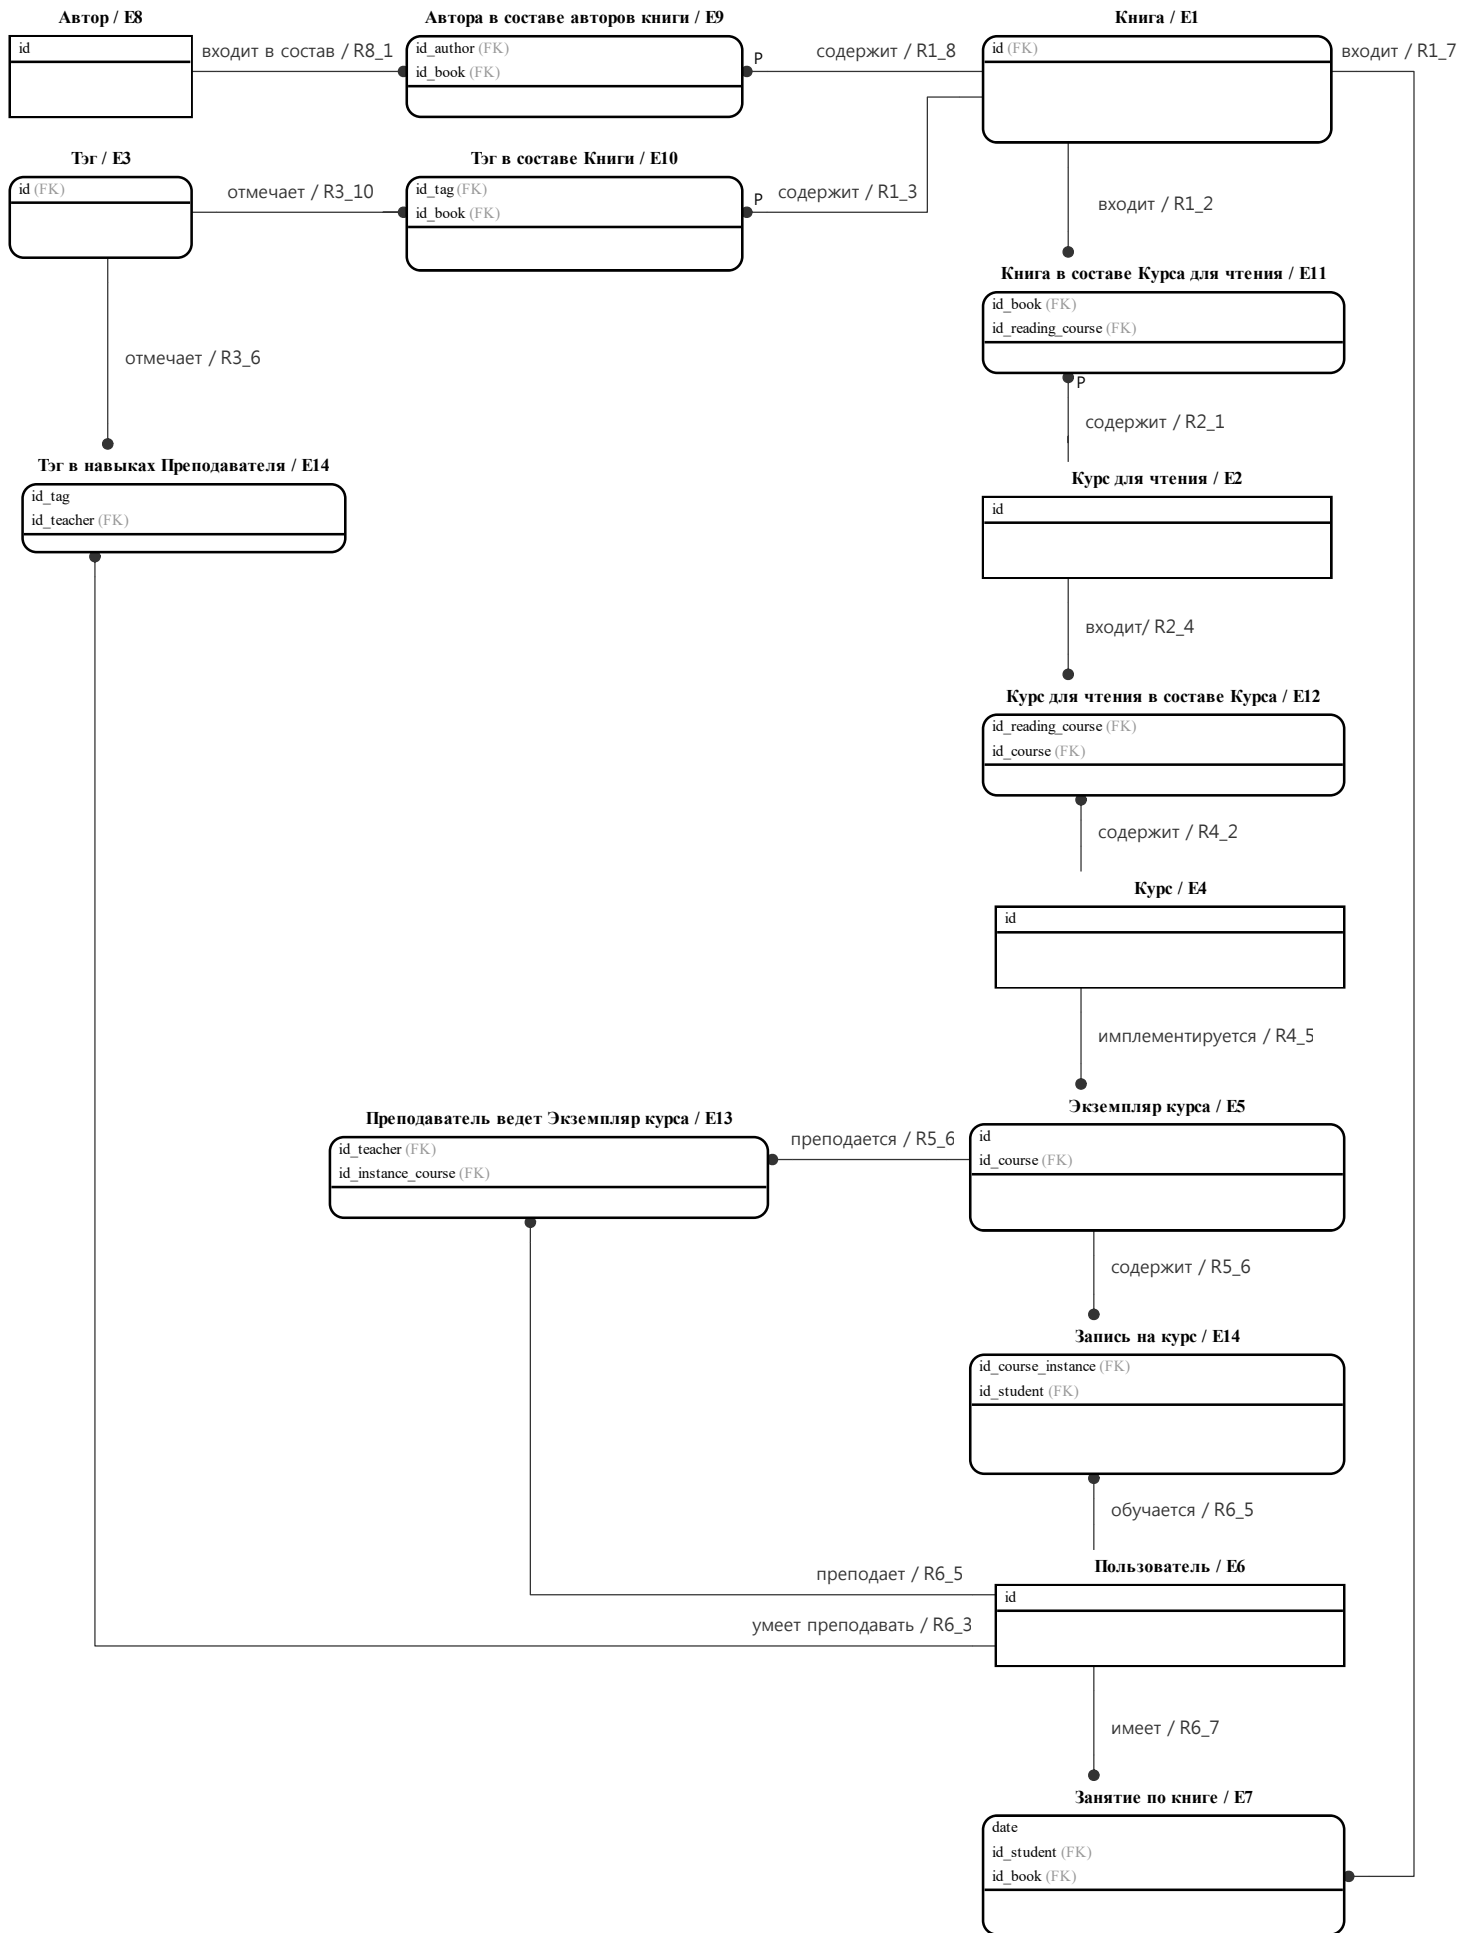 Автор / E8
id
входит в состав / R8_1
Автора в составе авторов книги / E9
id_author (FK)
id_book (FK)
P
содержит / R1_8
Книга / E1
id (FK)
входит / R1_7
Тэг / E3
id (FK)
отмечает / R3_10
Тэг в составе Книги / E10
id_tag (FK)
id_book (FK)
P
содержит / R1_3
входит / R1_2
Книга в составе Курса для чтения / E11
id_book (FK)
id_reading_course (FK)
P
отмечает / R3_6
содержит / R2_1
Тэг в навыках Преподавателя / E14
id_tag
id_teacher (FK)
Курс для чтения / E2
id
входит/ R2_4
Курс для чтения в составе Курса / E12
id_reading_course (FK)
id_course (FK)
содержит / R4_2
Курс / E4
id
имплементируется / R4_5
Преподаватель ведет Экземпляр курса / E13
id_teacher (FK)
id_instance_course (FK)
преподается / R5_6
Экземпляр курса / E5
id
id_course (FK)
содержит / R5_6
Запись на курс / E14
id_course_instance (FK)
id_student (FK)
обучается / R6_5
преподает / R6_5
Пользователь / E6
id
умеет преподавать / R6_3
имеет / R6_7
Занятие по книге / E7
date
id_student (FK)
id_book (FK)